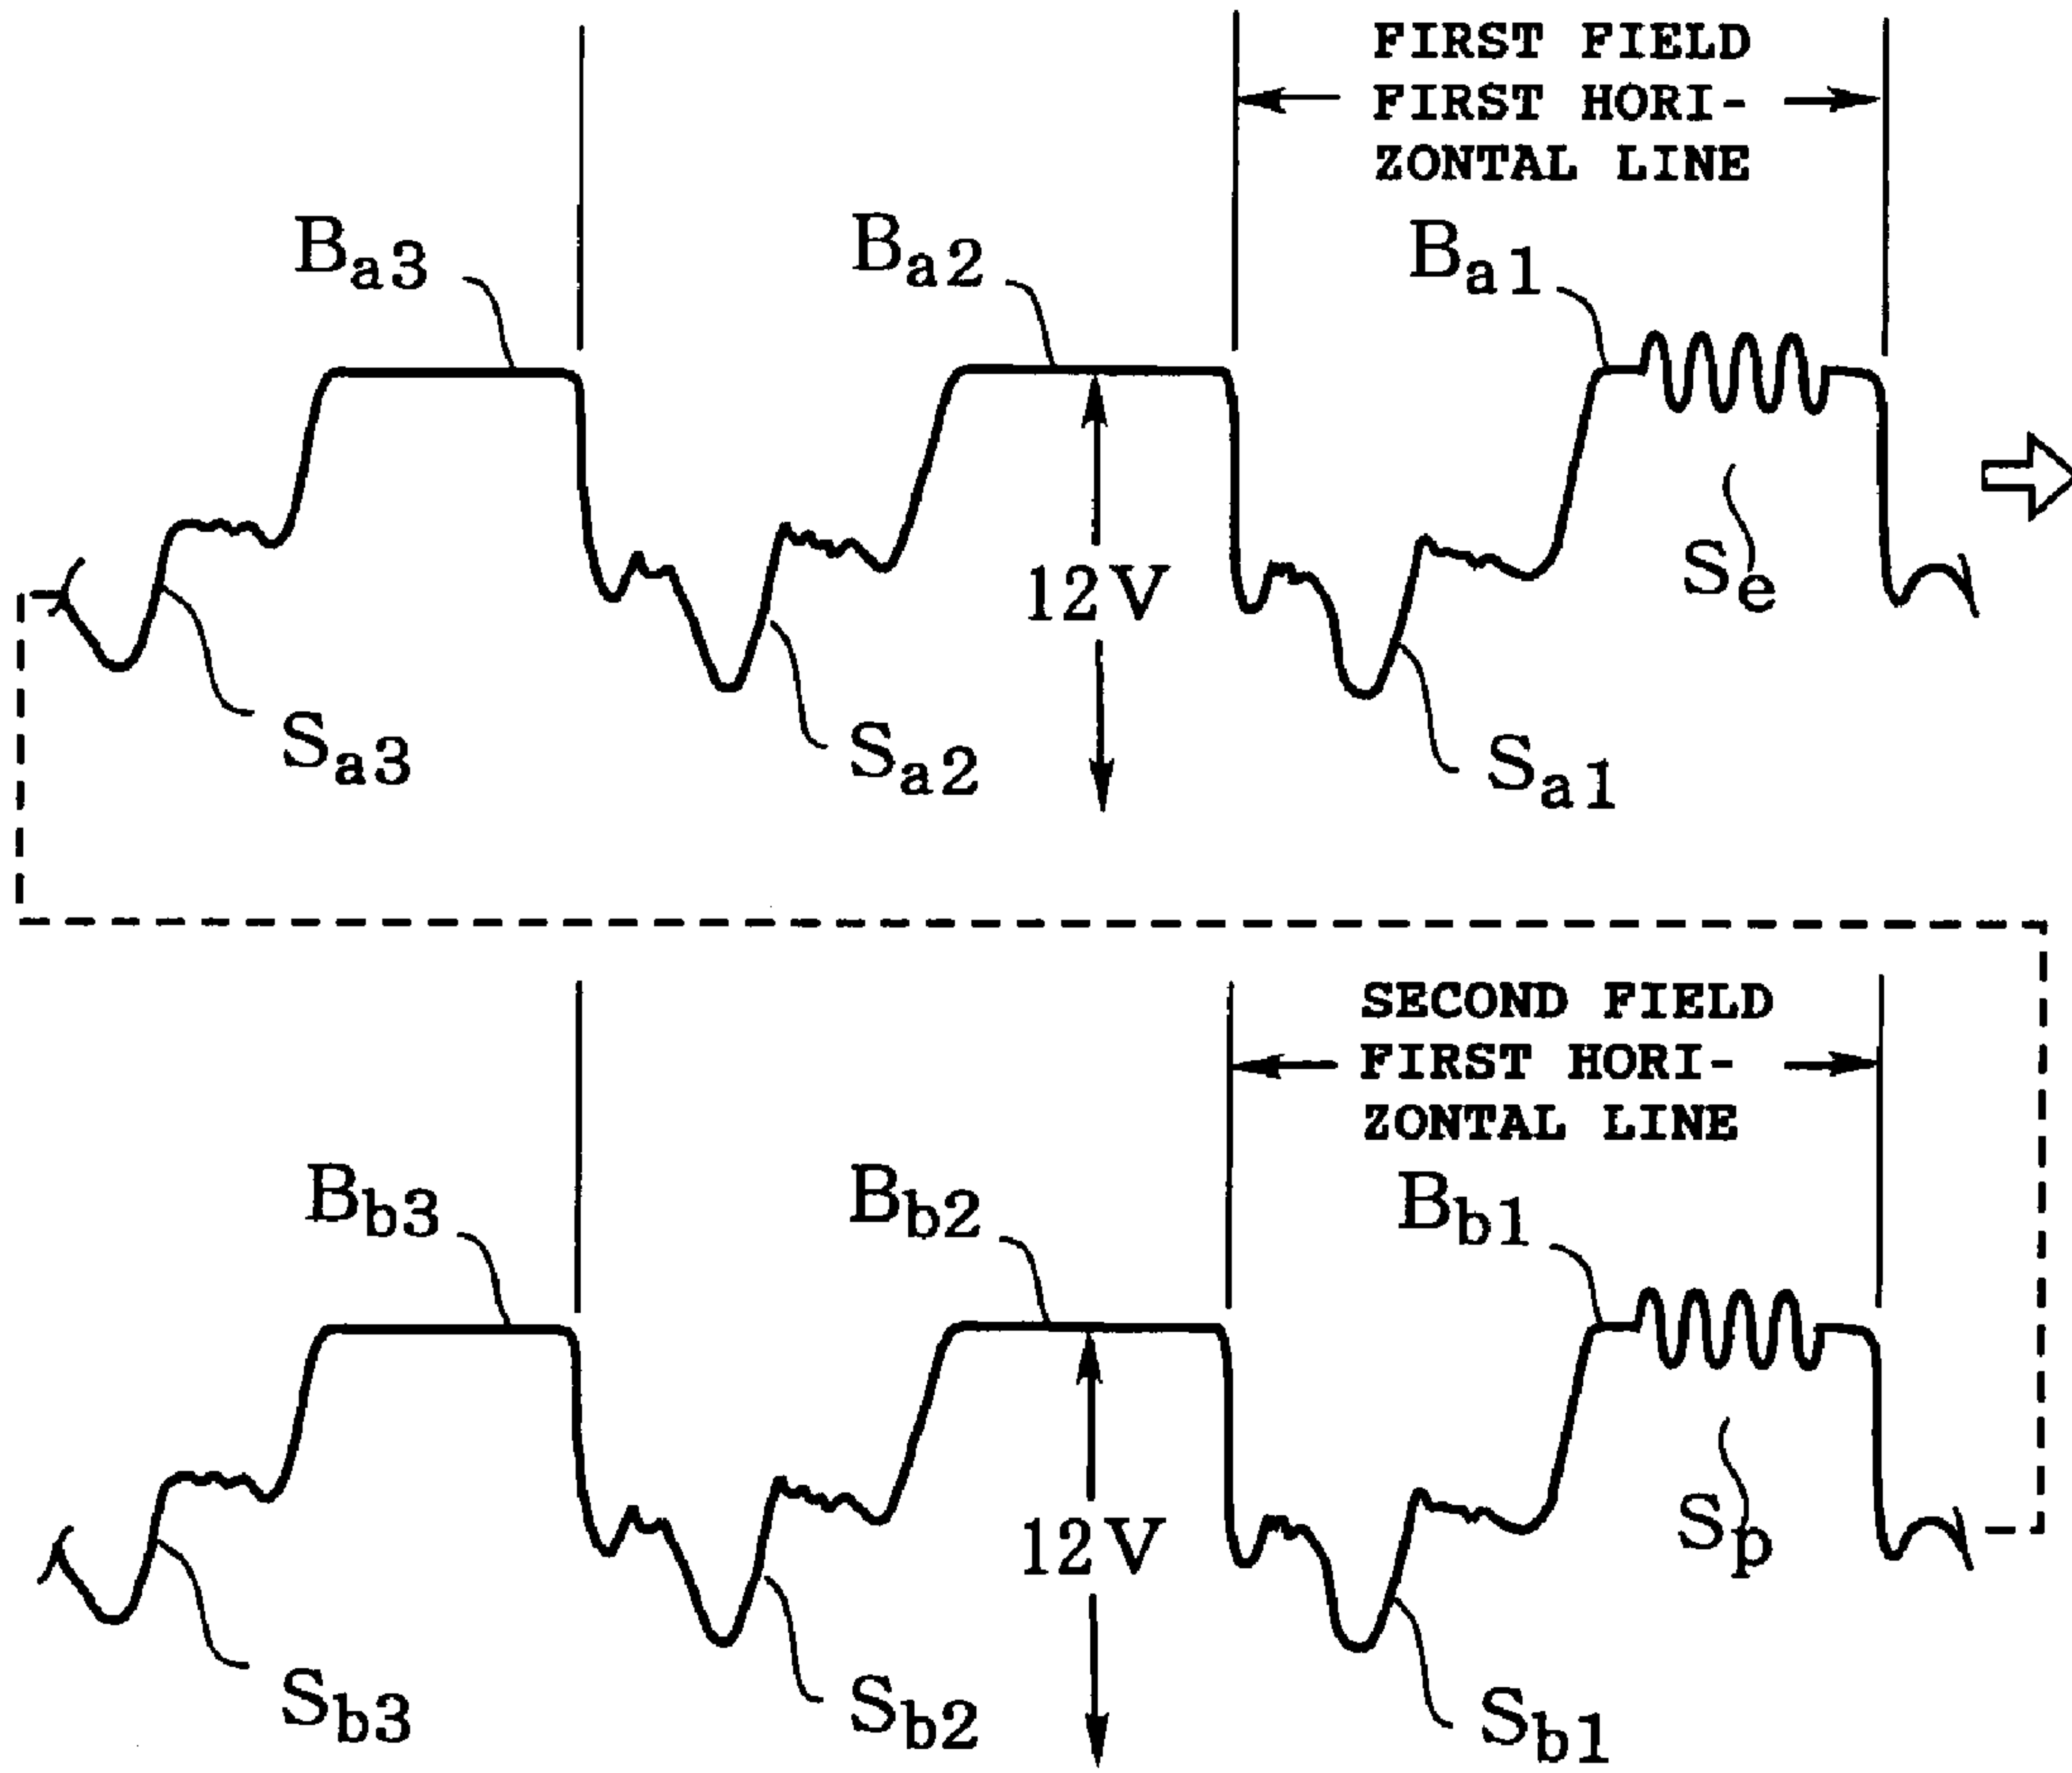 FIRST FIELD
FIRST HORI-
ZONTAL LINE
Ba3
Ba2
Ba1
12V
Se
Sa3
Sa2
Sa1
SECOND FIELD
FIRST HORI-
ZONTAL LINE
Bb3
Bb2
Bb1
12V
Sp
Sb3
Sb2
Sb1